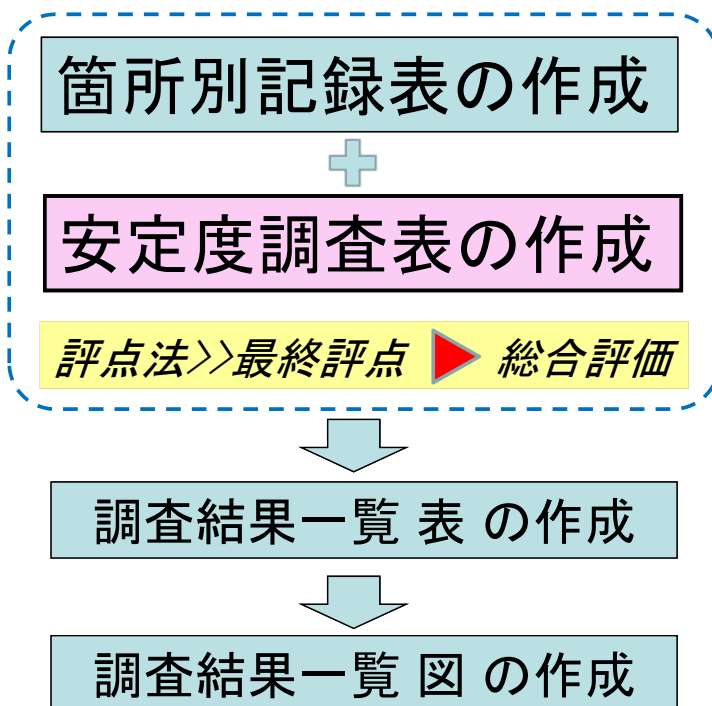 箇所別記録表の作成
安定度調査表の作成
評点法>>最終評点 総合評価
調査結果一覧 表 の作成
調査結果一覧 図 の作成